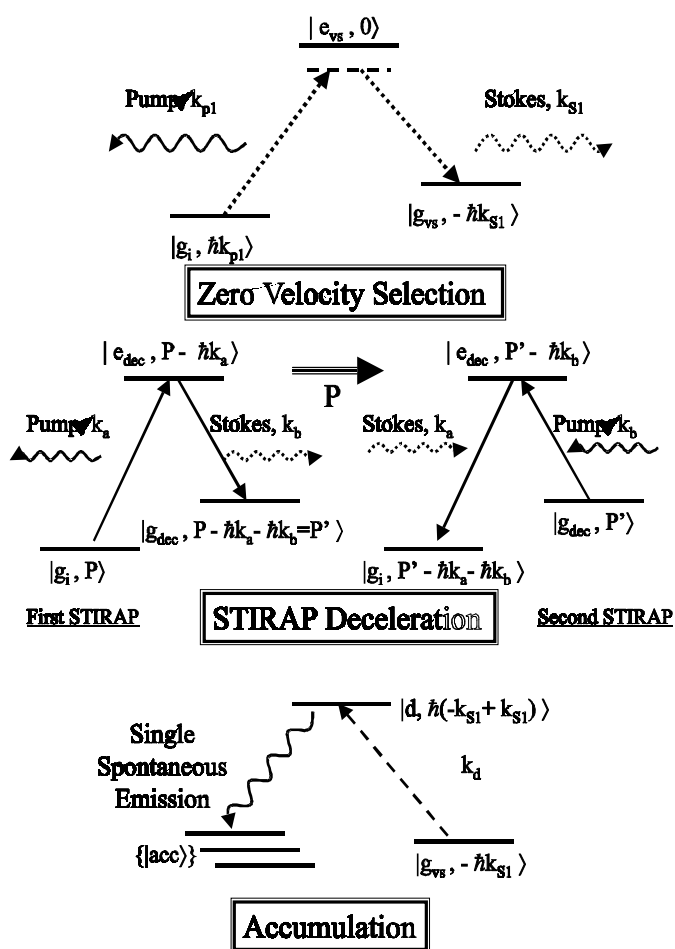 | e_vs , 0⟩
Pump, k_p1
Stokes, k_S1
|g_i , ħk_p1⟩
|g_vs , - ħk_S1 ⟩
Zero Velocity Selection
| e_dec , P - ħk_a ⟩
P
| e_dec , P’ - ħk_b ⟩
Pump, k_a
Stokes, k_b
Stokes, k_a
Pump, k_b
|g_dec , P - ħk_a - ħk_b=P’ ⟩
|g_dec , P’⟩
|g_i , P⟩
|g_i , P’ - ħk_a - ħk_b ⟩
First STIRAP
STIRAP Deceleration
Second STIRAP
|d, ħ(-k_S1+ k_S1) ⟩
Single
Spontaneous
Emission
k_d
{|acc⟩}
|g_vs , - ħk_S1 ⟩
Accumulation